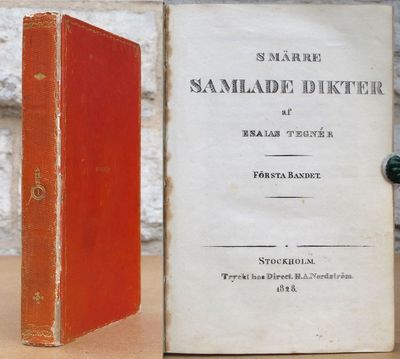 SMÄRRE
SAMLADE DIKTER
af
ESAIAS TEGNÉR
FÖRSTA BANDET.
STOCKHOLM.
Tryckt hos Direct. H.A. Nordström.
1828.